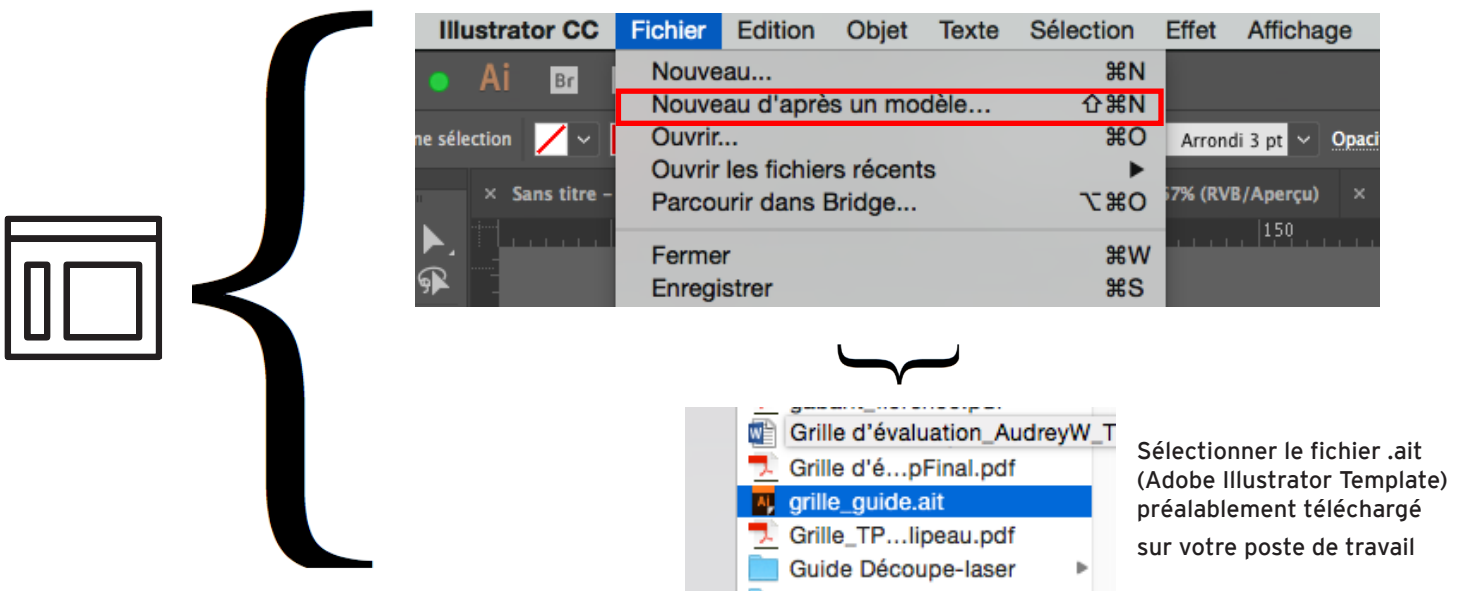 Illustrator CC Fichier Edition Objet Texte Sélection Effet Affichage
Ai Br
Nouveau... ⌘N
Nouveau d'après un modèle... ⇧⌘N
ne sélection Ouvrir... ⌘O Arrondi 3 pt Opaci
Ouvrir les fichiers récents ▶
× Sans titre – Parcourir dans Bridge... ⌥⌘O 67% (RVB/Aperçu) ×
150
Fermer ⌘W
Enregistrer ⌘S
Grille d'évaluation_AudreyW_T
Grille d'é...pFinal.pdf
grille_guide.ait
Grille_TP...lipeau.pdf
Guide Découpe-laser
Sélectionner le fichier .ait
(Adobe Illustrator Template)
préalablement téléchargé
sur votre poste de travail